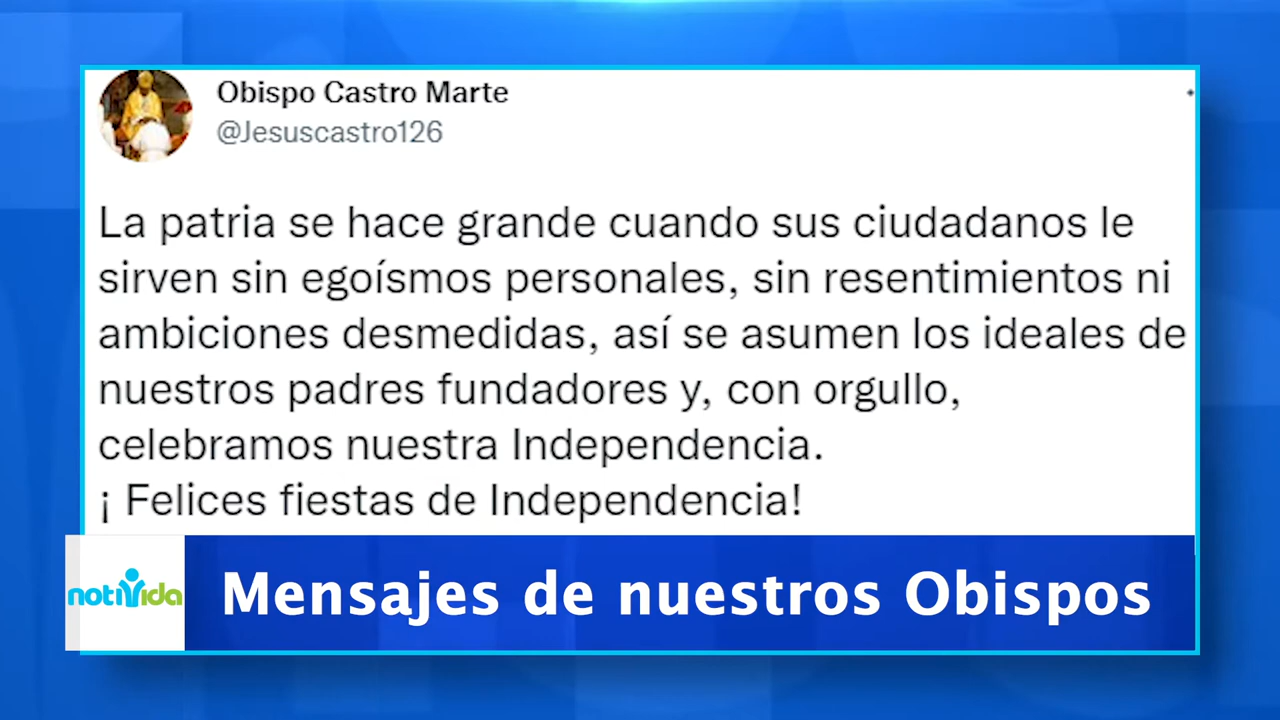 Obispo Castro Marte
@Jesuscastro126
La patria se hace grande cuando sus ciudadanos le
sirven sin egoísmos personales, sin resentimientos ni
ambiciones desmedidas, así se asumen los ideales de
nuestros padres fundadores y, con orgullo,
celebramos nuestra Independencia.
¡ Felices fiestas de Independencia!
notivida
Mensajes de nuestros Obispos